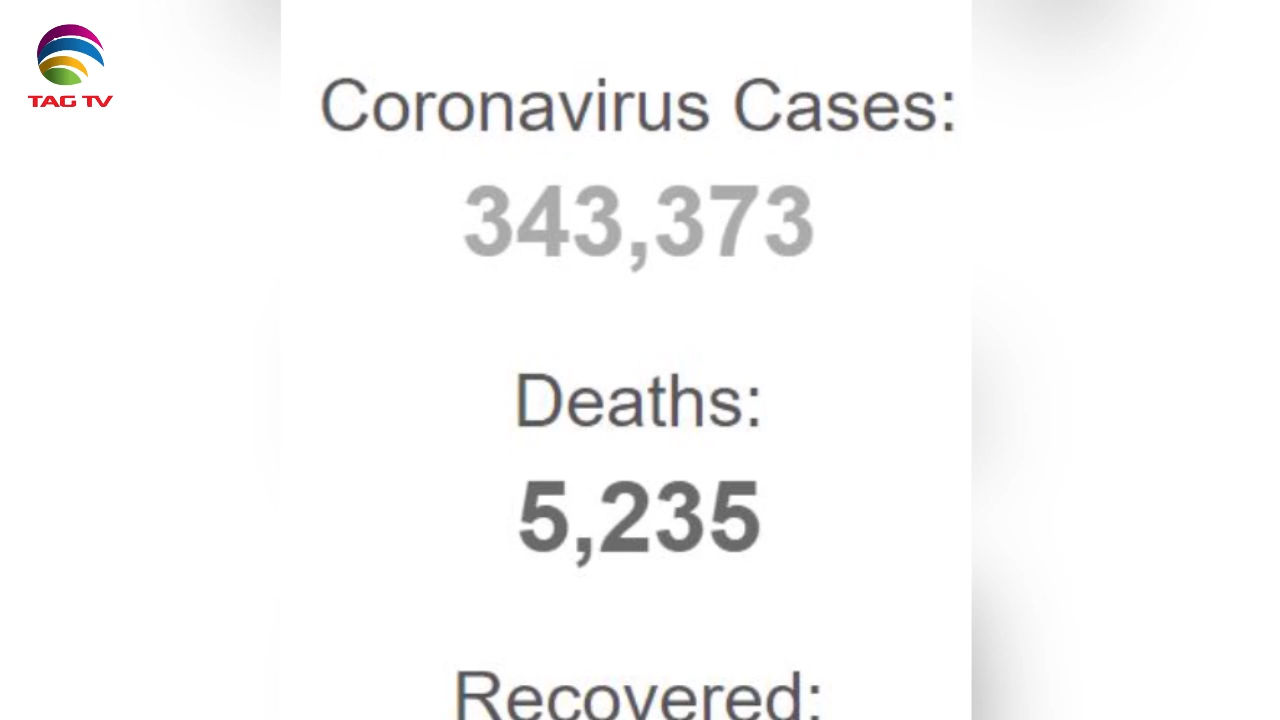 TAG TV
Coronavirus Cases:
343,373
Deaths:
5,235
Recovered: